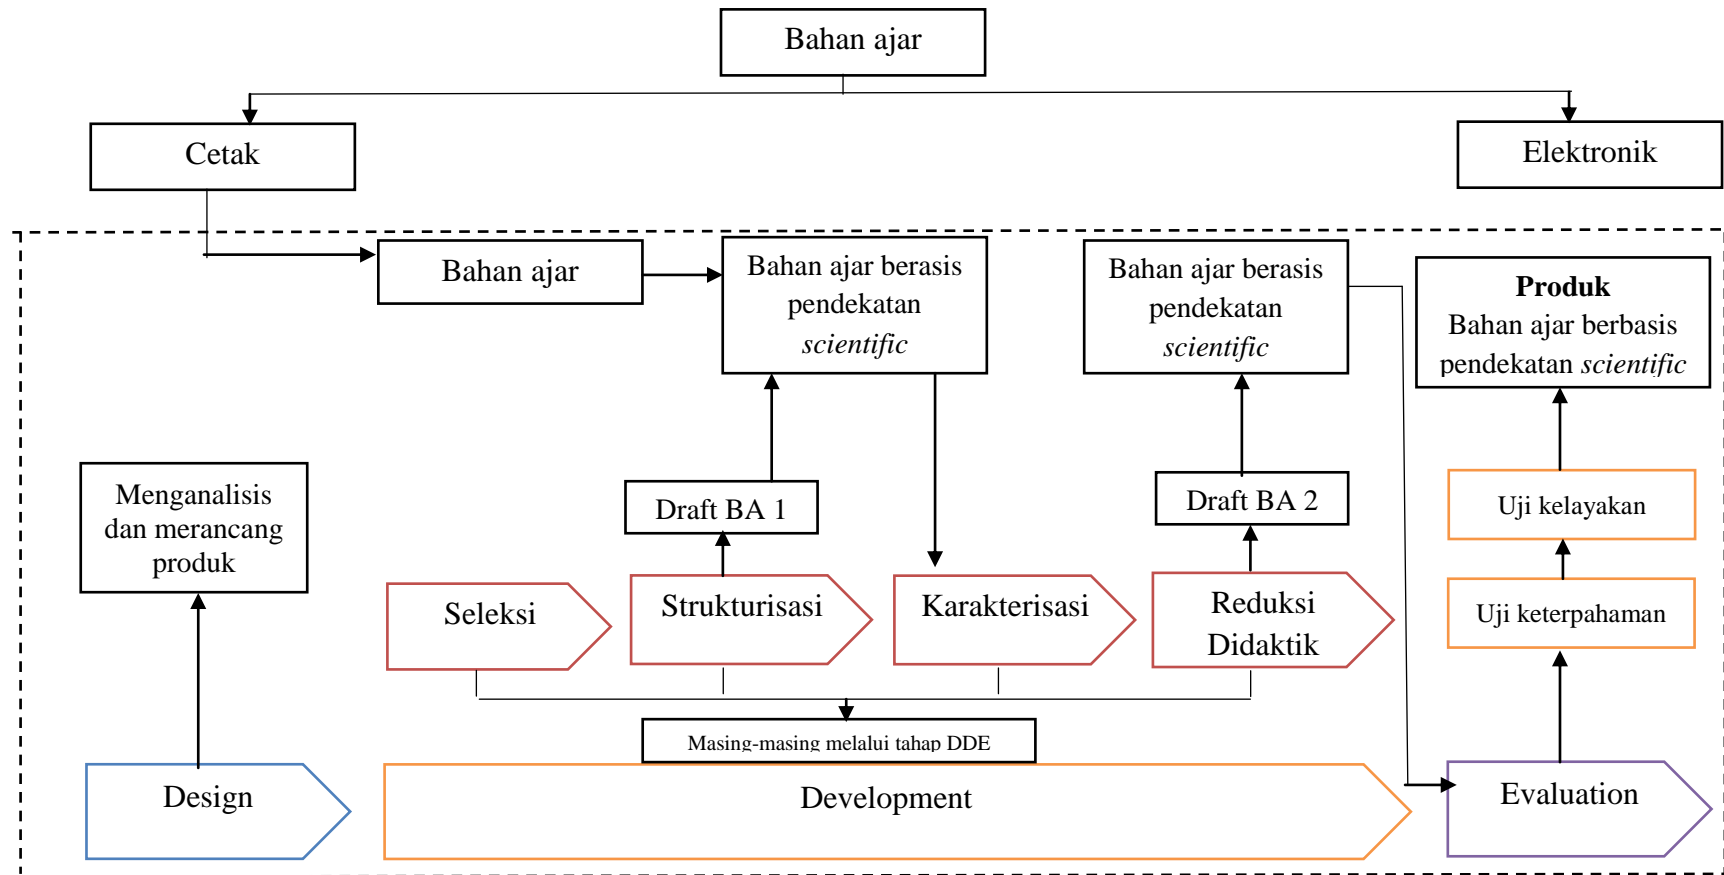 Bahan ajar
Cetak
Elektronik
Bahan ajar
Bahan ajar berasis
pendekatan
scientific
Bahan ajar berasis
pendekatan
scientific
Produk
Bahan ajar berbasis
pendekatan scientific
Menganalisis
dan merancang
produk
Draft BA 1
Draft BA 2
Uji kelayakan
Seleksi
Strukturisasi
Karakterisasi
Reduksi
Didaktik
Uji keterpahaman
Masing-masing melalui tahap DDE
Design
Development
Evaluation